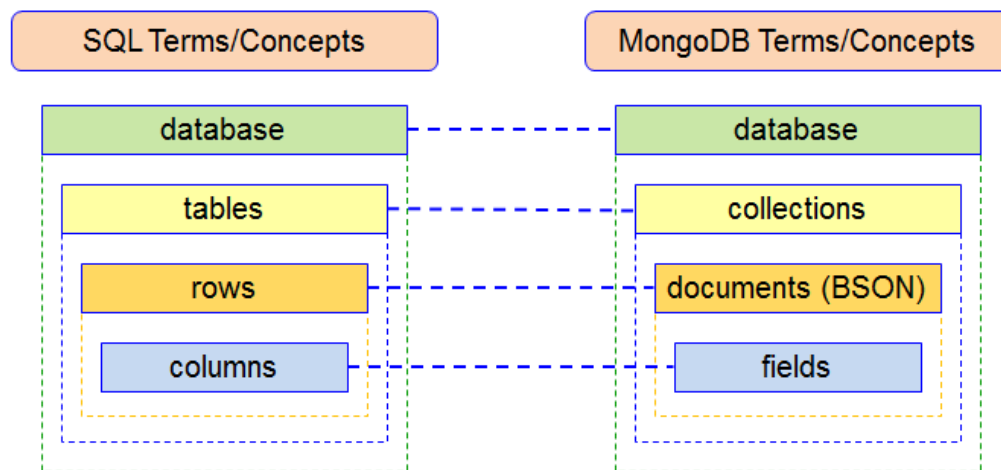 SQL Terms/Concepts
MongoDB Terms/Concepts
database
database
tables
collections
rows
documents (BSON)
columns
fields